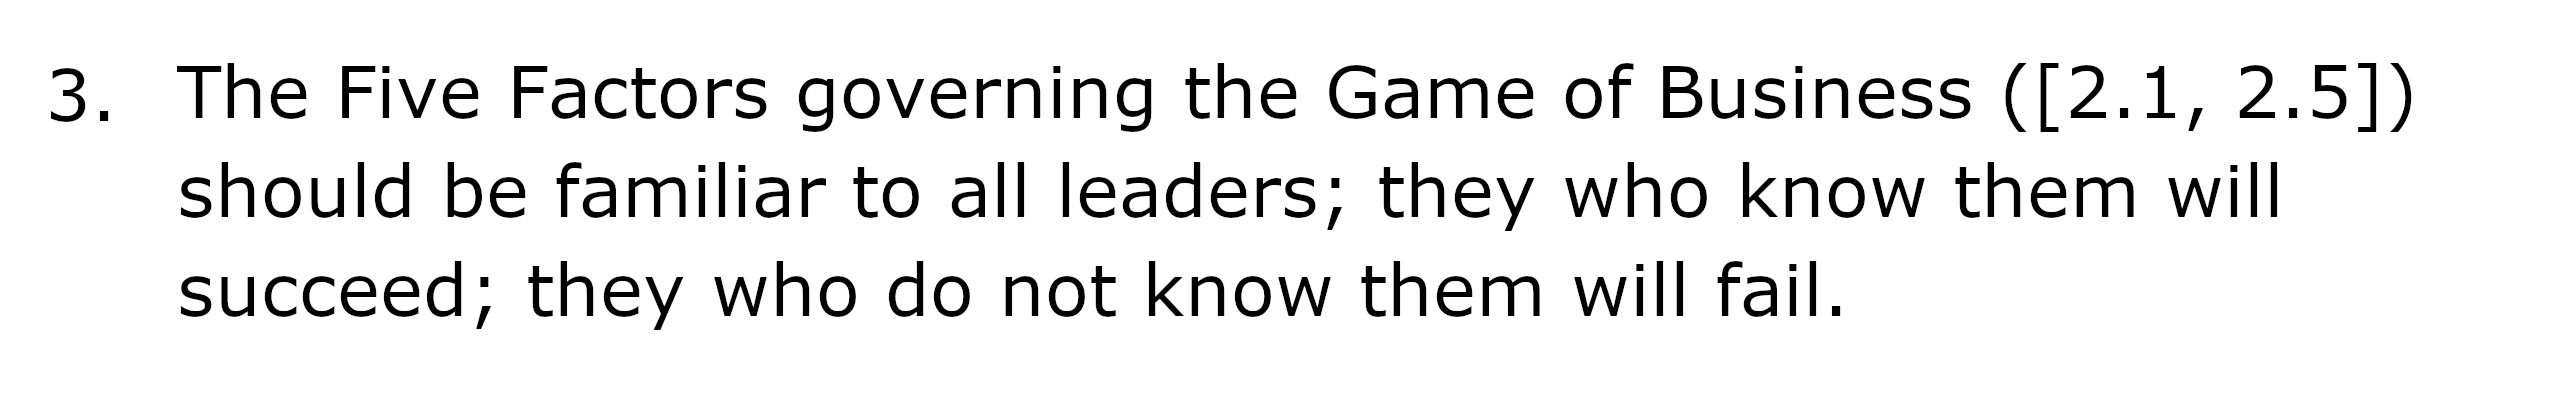 3. The Five Factors governing the Game of Business ([2.1, 2.5])
should be familiar to all leaders; they who know them will
succeed; they who do not know them will fail.